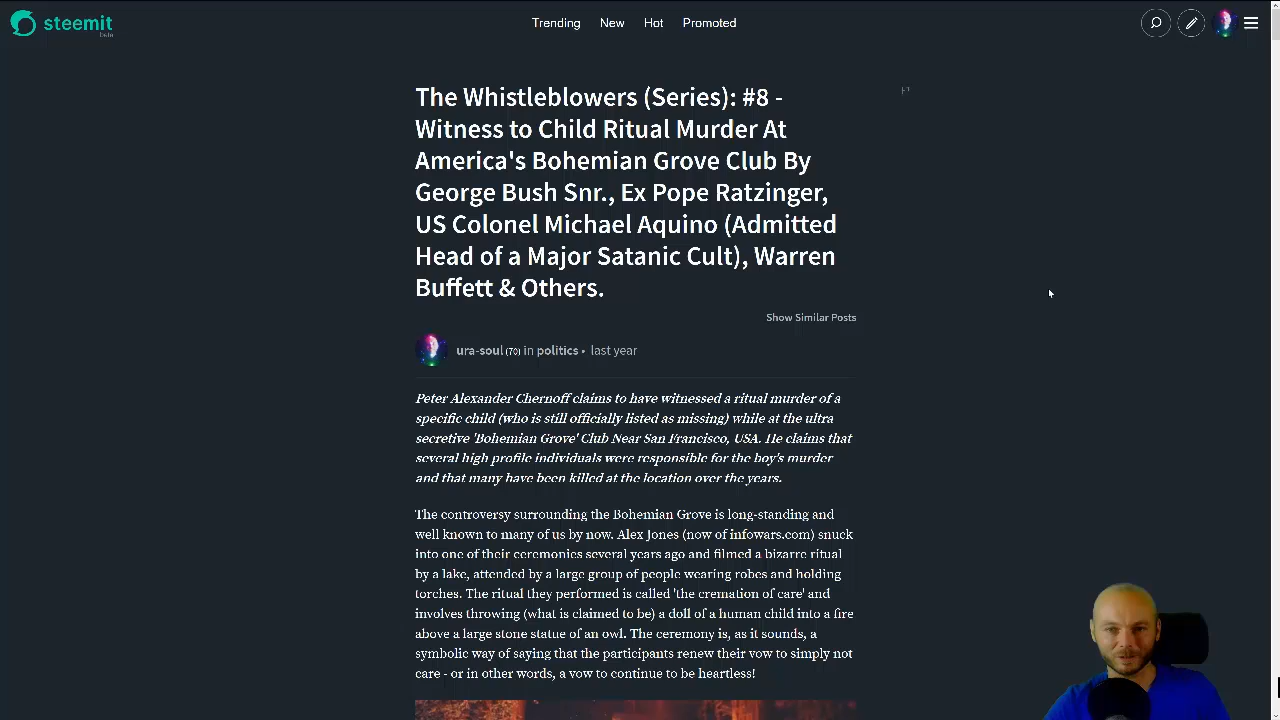 steemit
beta
Trending New Hot Promoted
The Whistleblowers (Series): #8 -
Witness to Child Ritual Murder At
America's Bohemian Grove Club By
George Bush Snr., Ex Pope Ratzinger,
US Colonel Michael Aquino (Admitted
Head of a Major Satanic Cult), Warren
Buffett & Others.
Show Similar Posts
ura-soul (70) in politics • last year
Peter Alexander Chernoff claims to have witnessed a ritual murder of a
specific child (who is still officially listed as missing) while at the ultra
secretive 'Bohemian Grove' Club Near San Francisco, USA. He claims that
several high profile individuals were responsible for the boy's murder
and that many have been killed at the location over the years.
The controversy surrounding the Bohemian Grove is long-standing and
well known to many of us by now. Alex Jones (now of infowars.com) snuck
into one of their ceremonies several years ago and filmed a bizarre ritual
by a lake, attended by a large group of people wearing robes and holding
torches. The ritual they performed is called 'the cremation of care' and
involves throwing (what is claimed to be) a doll of a human child into a fire
above a large stone statue of an owl. The ceremony is, as it sounds, a
symbolic way of saying that the participants renew their vow to simply not
care - or in other words, a vow to continue to be heartless!